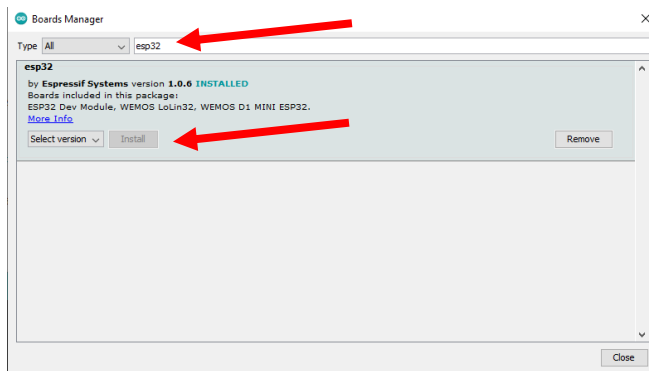 Boards Manager
Type All esp32
esp32
by Espressif Systems version 1.0.6 INSTALLED
Boards included in this package:
ESP32 Dev Module, WEMOS LoLin32, WEMOS D1 MINI ESP32.
More Info
Select version Install Remove
Close